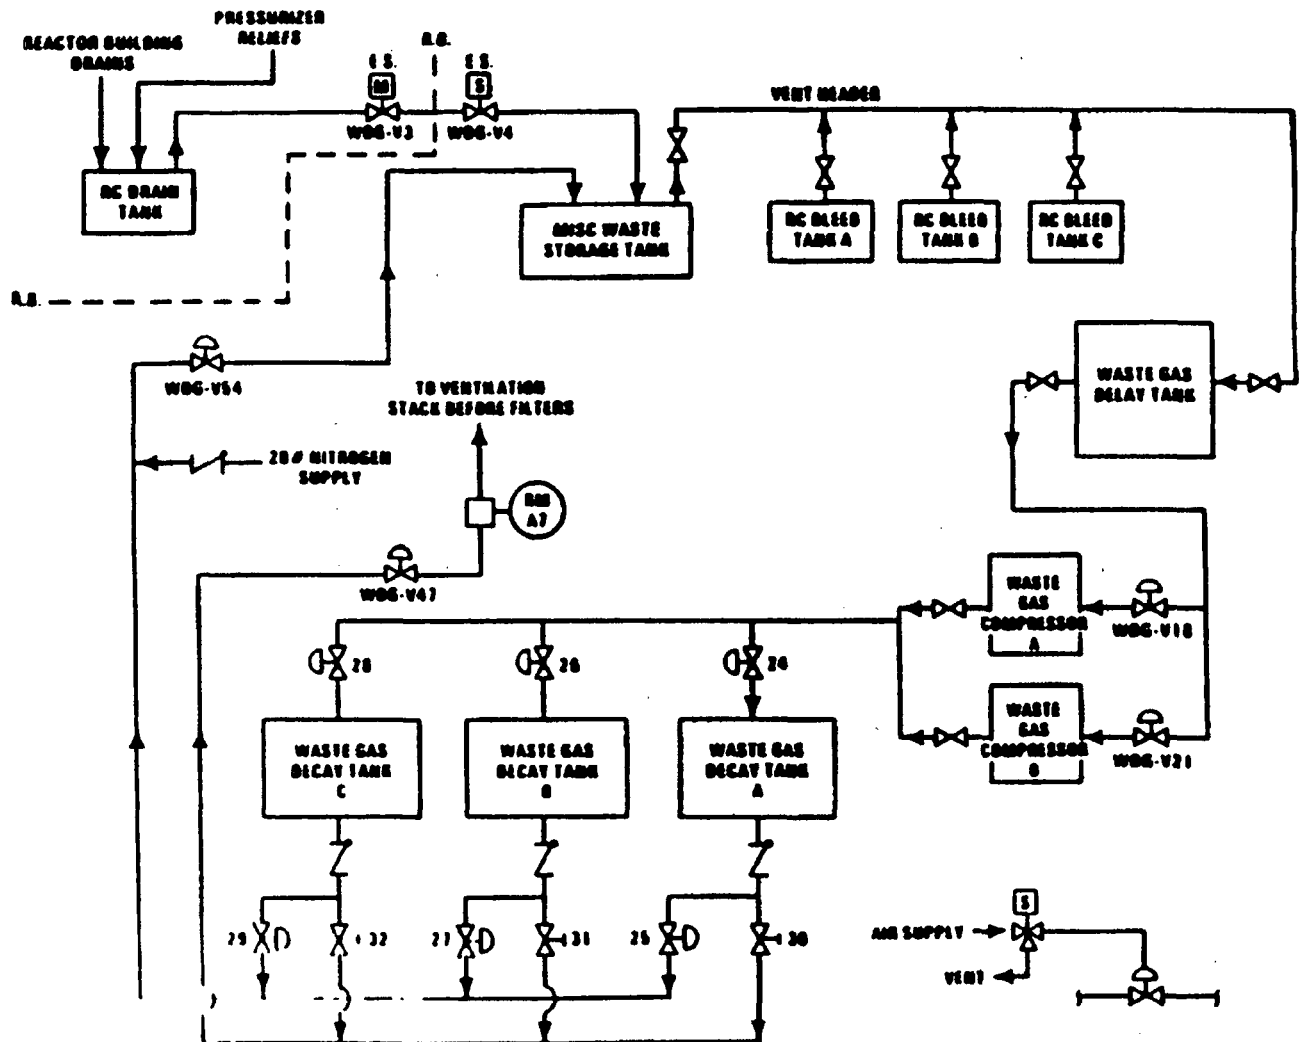 PRESSURIZER
RELIEFS
REACTOR BUILDING
DRAINS
R.B.
E S.
M
E S.
S
WDG-V3
WDG-V4
VENT HEADER
RC DRAIN
TANK
MISC WASTE
STORAGE TANK
RC BLEED
TANK A
RC BLEED
TANK B
RC BLEED
TANK C
R.B.
WDG-V54
TO VENTILATION
STACK BEFORE FILTERS
WASTE GAS
DELAY TANK
20# NITROGEN
SUPPLY
RM
A7
WDG-V47
WASTE
GAS
COMPRESSOR
A
WDG-V18
28
26
24
WASTE
GAS
COMPRESSOR
B
WDG-V21
WASTE GAS
DECAY TANK
C
WASTE GAS
DECAY TANK
B
WASTE GAS
DECAY TANK
A
29
32
27
31
25
30
S
AIR SUPPLY
VENT